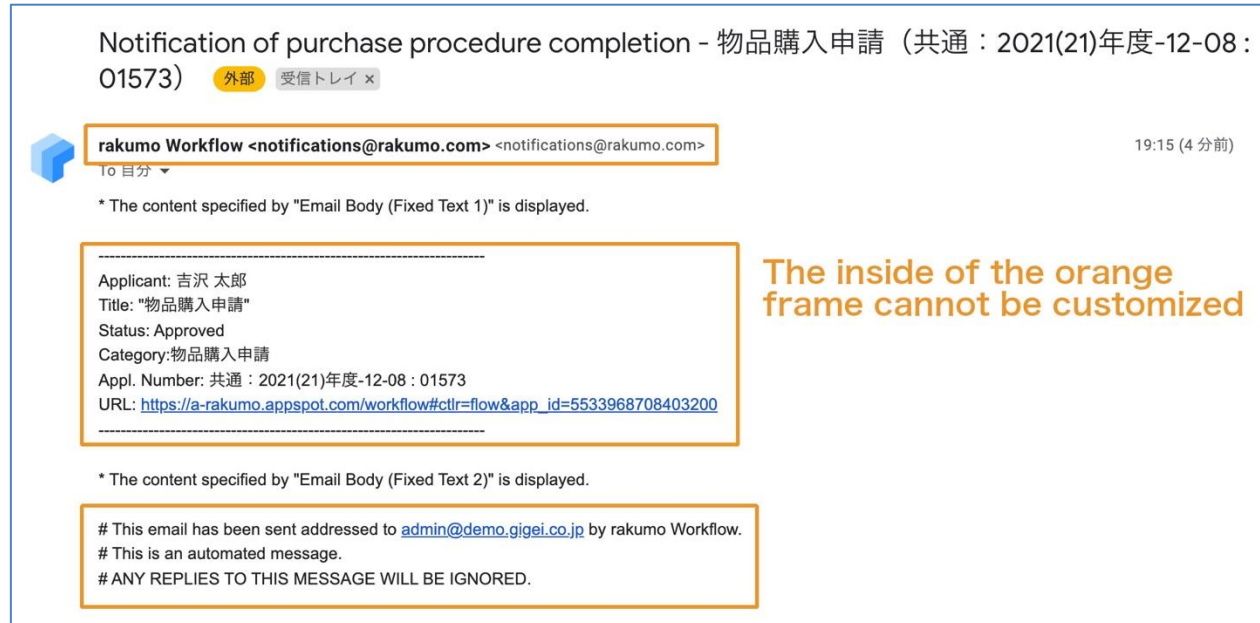 Notification of purchase procedure completion - 物品購入申請（共通：2021(21)年度-12-08 :
01573） 外部 受信トレイ ×
rakumo Workflow <notifications@rakumo.com> <notifications@rakumo.com> 19:15 (4 分前)
To 自分
* The content specified by "Email Body (Fixed Text 1)" is displayed.
----------------------------------------------------------------------
Applicant: 吉沢 太郎
Title: "物品購入申請"
Status: Approved
Category:物品購入申請
Appl. Number: 共通：2021(21)年度-12-08 : 01573
URL: https://a-rakumo.appspot.com/workflow#ctlr=flow&app_id=5533968708403200
----------------------------------------------------------------------
The inside of the orange
frame cannot be customized
* The content specified by "Email Body (Fixed Text 2)" is displayed.
# This email has been sent addressed to admin@demo.gigei.co.jp by rakumo Workflow.
# This is an automated message.
# ANY REPLIES TO THIS MESSAGE WILL BE IGNORED.